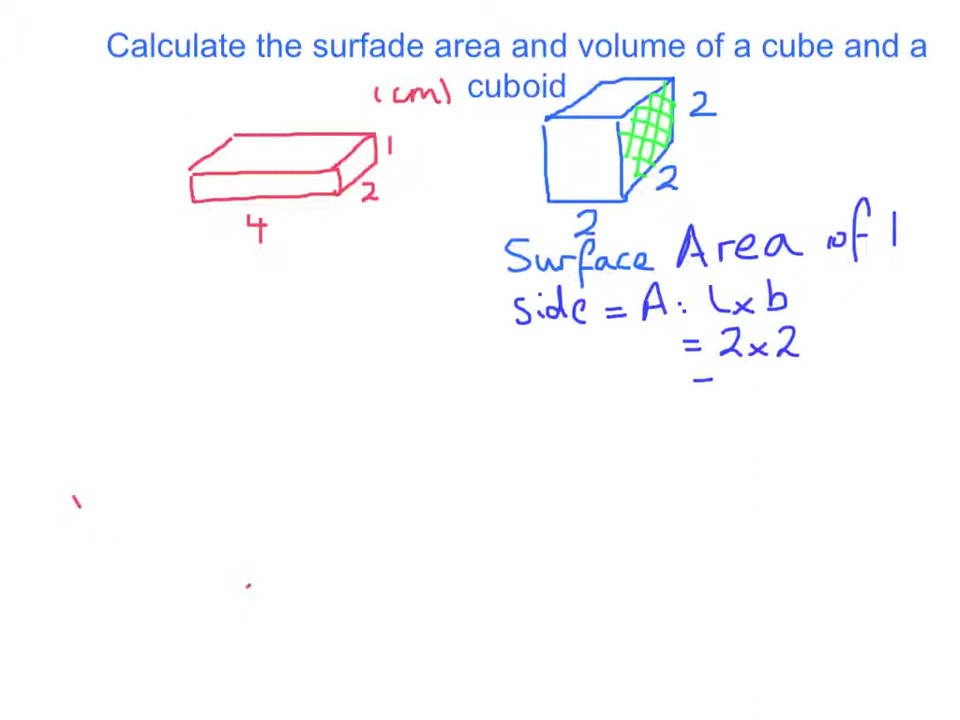 Calculate the surfade area and volume of a cube and a
cuboid
(cm)
1
2
4
2
2
2
Surface Area of 1
side = A: L x b
= 2 x 2
=